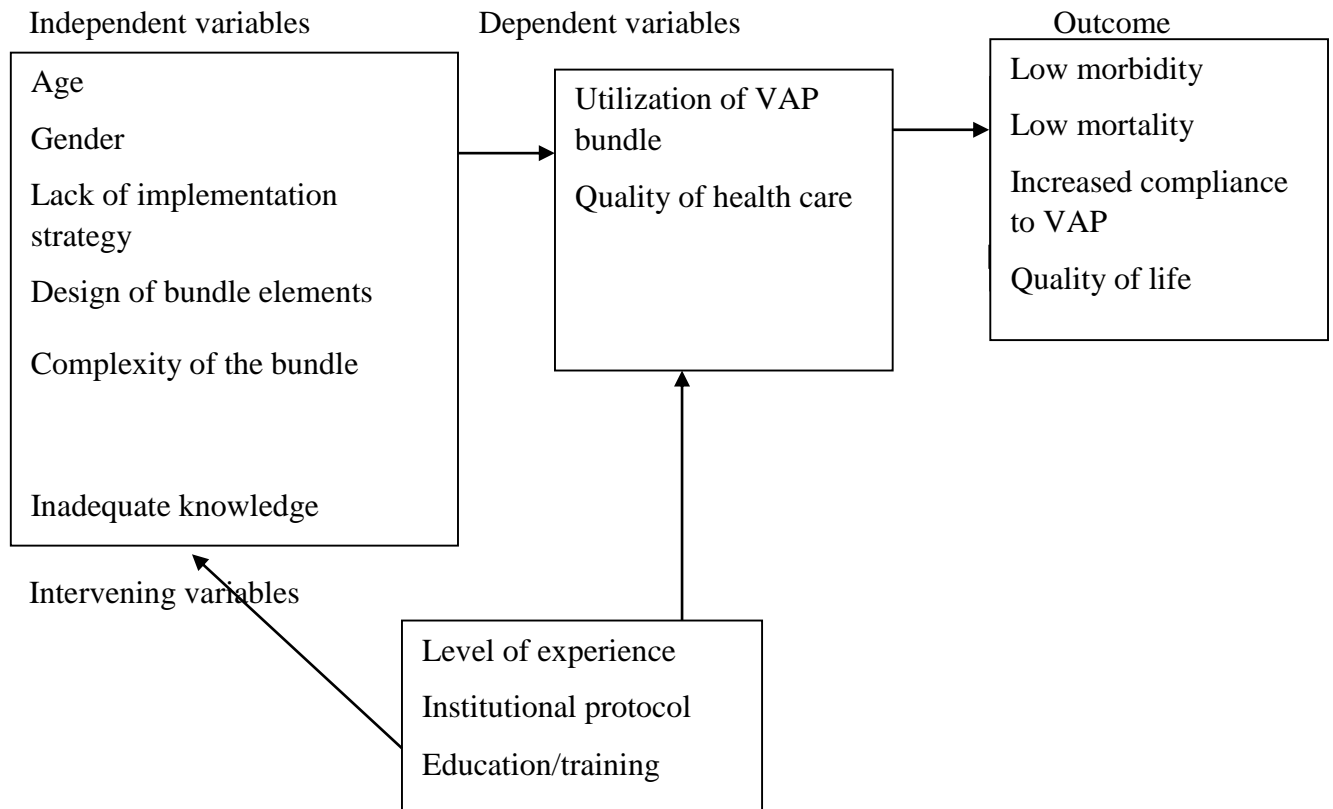 Independent variables
Dependent variables
Outcome
Age
Gender
Lack of implementation
strategy
Design of bundle elements
Complexity of the bundle
Inadequate knowledge
Utilization of VAP
bundle
Quality of health care
Low morbidity
Low mortality
Increased compliance
to VAP
Quality of life
Intervening variables
Level of experience
Institutional protocol
Education/training